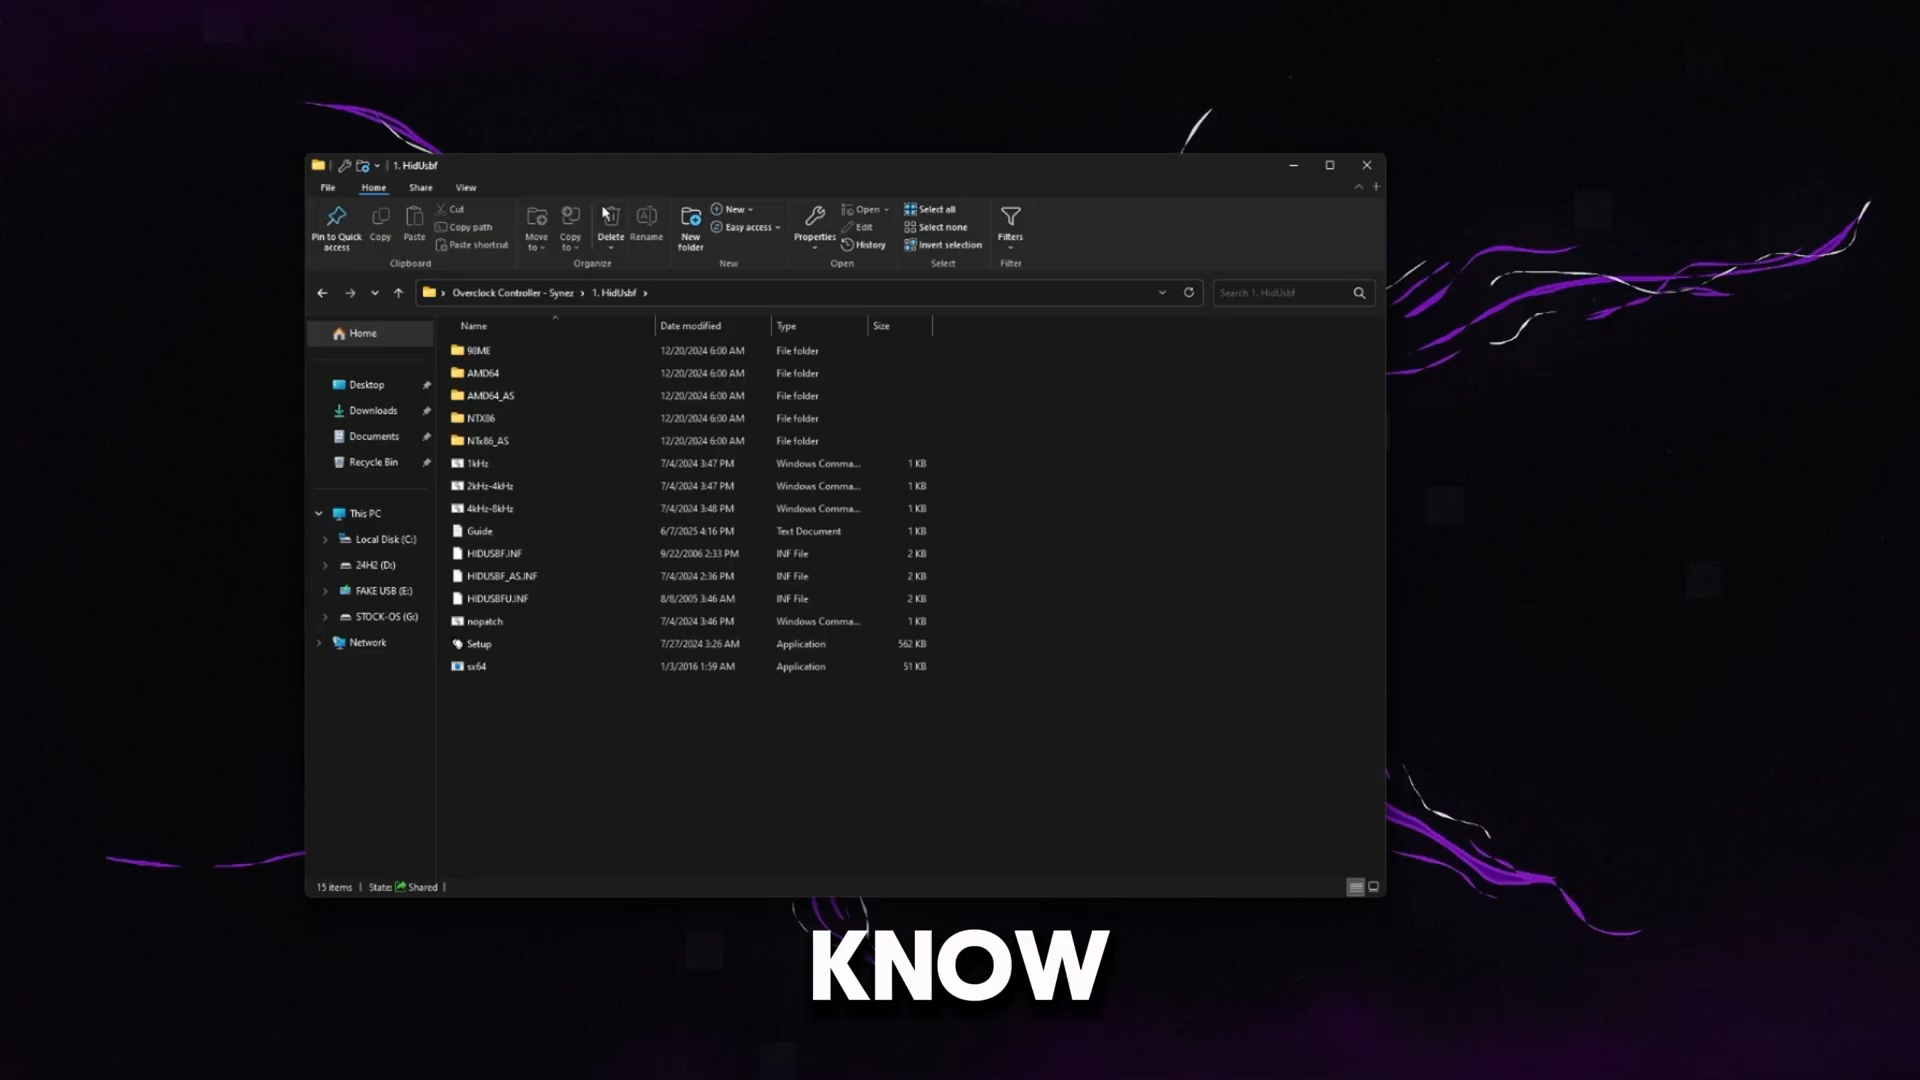 1. HidUsbf
File Home Share View
Pin to Quick access
Copy
Paste
Cut
Copy path
Paste shortcut
Clipboard
Move to
Copy to
Delete
Rename
Organize
New folder
New
Easy access
New
Properties
Open
Edit
History
Open
Select all
Select none
Invert selection
Select
Filters
Filter
Overclock Controller - Synez › 1. HidUsbf ›
Search 1. HidUsbf
Home
Desktop
Downloads
Documents
Recycle Bin
This PC
Local Disk (C:)
24H2 (D:)
FAKE USB (E:)
STOCK-OS (G:)
Network
Name Date modified Type Size
98ME 12/20/2024 6:00 AM File folder
AMD64 12/20/2024 6:00 AM File folder
AMD64_AS 12/20/2024 6:00 AM File folder
NTX86 12/20/2024 6:00 AM File folder
NTx86_AS 12/20/2024 6:00 AM File folder
1kHz 7/4/2024 3:47 PM Windows Comma... 1 KB
2kHz-4kHz 7/4/2024 3:47 PM Windows Comma... 1 KB
4kHz-8kHz 7/4/2024 3:48 PM Windows Comma... 1 KB
Guide 6/7/2025 4:16 PM Text Document 1 KB
HIDUSBF.INF 9/22/2006 2:33 PM INF File 2 KB
HIDUSBF_AS.INF 7/4/2024 2:36 PM INF File 2 KB
HIDUSBFU.INF 8/8/2005 3:46 AM INF File 2 KB
nopatch 7/4/2024 3:46 PM Windows Comma... 1 KB
Setup 7/27/2024 3:26 AM Application 562 KB
sx64 1/3/2016 1:59 AM Application 51 KB
15 items | State: Shared |
KNOW